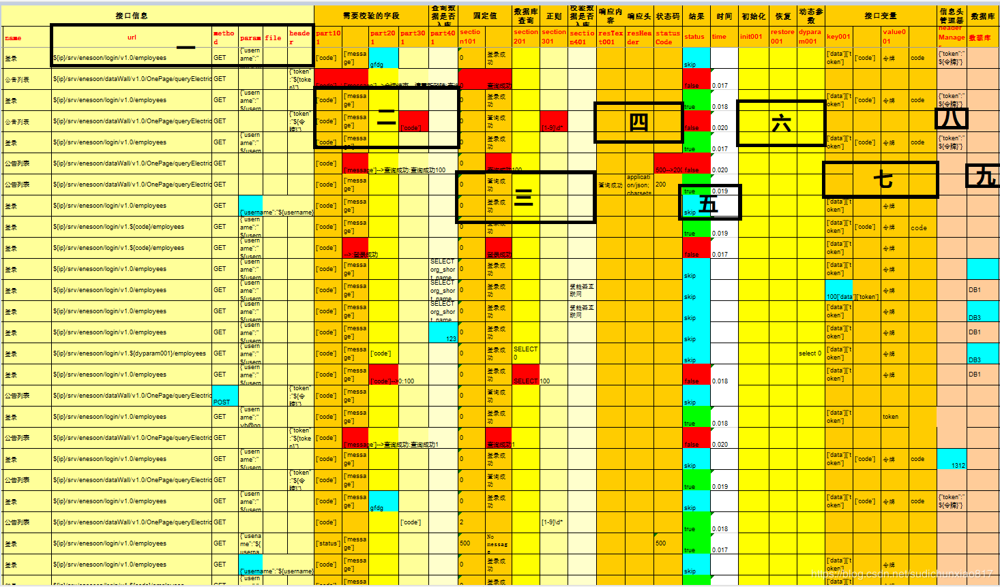 接口信息 需要校验的字段 查询数据是否入库 固定值 数据库查询 正则 校验数据是否入库 响应内容 响应头 状态码 结果 时间 初始化 恢复 动态参数 接口变量 信息头管理器 数据库
name url method param file header part101 part201 part301 part401 section101 section201 section301 section401 resText001 resHeader statusCode status time init001 restore001 dyparam001 key001 value001 headerManager 数据库
登录 ${ip}/srv/enesoon/login/v1.0/employees GET {"username":" ['code'] ['message'] gfdg 0 登录成功 skip ['data']['token'] ['code'] 令牌 code {"token":"${令牌}"}
公告列表 ${ip}/srv/enesoon/dataWall/v1.0/OnePage/queryElectric GET {"token":"${token}"} 0 查询成功 false 0.017
登录 ${ip}/srv/enesoon/login/v1.0/employees GET {"username":"${usern ['code'] ['message'] 0 登录成功 true 0.018 ['data']['token'] ['code'] 令牌 code {"token":"${令牌}"}
公告列表 ${ip}/srv/enesoon/dataWall/v1.0/OnePage/queryElectric GET {"token":"${令牌}"} ['code'] ['message'] ['code'] 0 查询成功 [1-8]\d* false 0.020
登录 ${ip}/srv/enesoon/login/v1.0/employees GET {"username":"${usern ['code'] ['message'] 0 登录成功 true 0.017 ['data']['token'] ['code'] 令牌 code {"token":"${令牌}"}
公告列表 ${ip}/srv/enesoon/dataWall/v1.0/OnePage/queryElectric GET ['code'] ['message']-->查询成功:查询成功100 0 查询成功100 500-->200 false 0.020
公告列表 ${ip}/srv/enesoon/dataWall/v1.0/OnePage/queryElectric GET ['code'] ['message'] 0 查询成功 查询成功 application/json;charset= 200 true 0.019
登录 ${ip}/srv/enesoon/login/v1.0/employees GET {"username":"${username} ['code'] ['message'] 0 登录成功 skip ['data']['token'] 令牌
登录 ${ip}/srv/enesoon/login/v1.${code}/employees GET {"username":"${usern ['code'] ['message'] 0 登录成功 true 0.019 ['data']['token'] ['code'] 令牌 code
登录 ${ip}/srv/enesoon/login/v1.${code}/employees GET {"username":"${usern ['code'] -->:登录成功 0 登录成功 false 0.017 ['data']['token'] 令牌
登录 ${ip}/srv/enesoon/login/v1.0/employees GET {"username":"${usern ['code'] ['message'] SELECT org_short_name 0 登录成功 skip ['data']['token'] 令牌
登录 ${ip}/srv/enesoon/login/v1.0/employees GET {"username":"${usern ['code'] ['message'] SELECT org_short_name 0 登录成功 爱能森互联网 skip 100['data']['token'] 令牌 DB1
登录 ${ip}/srv/enesoon/login/v1.0/employees GET {"username":"${usern ['code'] ['message'] SELECT org_short_name 0 登录成功 爱能森互联网 skip ['data']['token'] 令牌 DB3
登录 ${ip}/srv/enesoon/login/v1.0/employees GET {"username":"${usern ['code'] ['message'] 123 0 登录成功 skip ['data']['token'] 令牌 DB1
登录 ${ip}/srv/enesoon/login/v1.${dyparam001}/employees GET {"username":"${usern ['code'] ['message'] ['code'] 0 登录成功 SELECT 0 skip select 0 ['data']['token'] 令牌 DB3
登录 ${ip}/srv/enesoon/login/v1.0/employees GET {"username":"${usern ['code'] ['message'] ['code']-->0:100 0 登录成功 SELECT 100 false 0.018 ['data']['token'] 令牌 DB1
公告列表 ${ip}/srv/enesoon/dataWall/v1.0/OnePage/queryElectric POST {"token":"${令牌}"} ['code'] ['message'] 0 查询成功 skip
登录 ${ip}/srv/enesoon/login/v1.0/employees GET {"username":" ['code'] ['message'] 0 登录成功 true 0.018 ['data']['token'] token
公告列表 ${ip}/srv/enesoon/dataWall/v1.0/OnePage/queryElectric GET {"token":"${token}"} ['code'] ['message']-->查询成功:查询成功1 0 查询成功1 false 0.020
登录 ${ip}/srv/enesoon/login/v1.0/employees GET {"username":"${usern ['code'] ['message'] 0 登录成功 skip ['data']['token'] 令牌 code 1312
公告列表 ${ip}/srv/enesoon/dataWall/v1.0/OnePage/queryElectric GET {"token":"${令牌}"} ['code'] ['message'] 0 查询成功 true 0.019
登录 ${ip}/srv/enesoon/login/v1.0/employees GET {"username":"${usern ['code'] ['message'] gfdg 0 登录成功 skip ['data']['token'] ['code'] 令牌 code {"token":"${令牌}"}
公告列表 ${ip}/srv/enesoon/dataWall/v1.0/OnePage/queryElectric GET ['code'] ['code'] 2 [1-9]\d* true 0.018
登录 ${ip}/srv/enesoon/login/v1.0/employees GET {"usename":"${userna ['status'] ['message'] 500 No message 500 true 0.017
登录 ${ip}/srv/enesoon/login/v1.0/employees GET {"username":"${username} ['code'] ['message'] 0 登录成功 skip ['data']['token'] 令牌
一
二
三
四
五
六
七
八
九
https://blog.csdn.net/sudichunxiao817